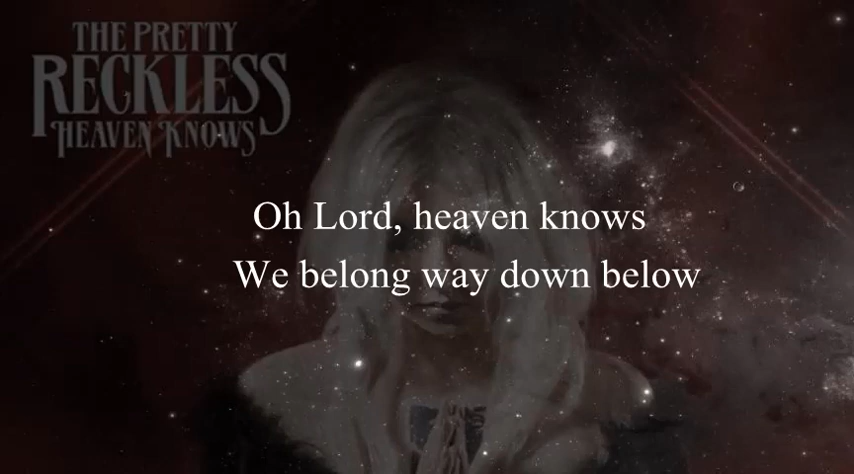 THE PRETTY
RECKLESS
HEAVEN KNOWS
Oh Lord, heaven knows
We belong way down below